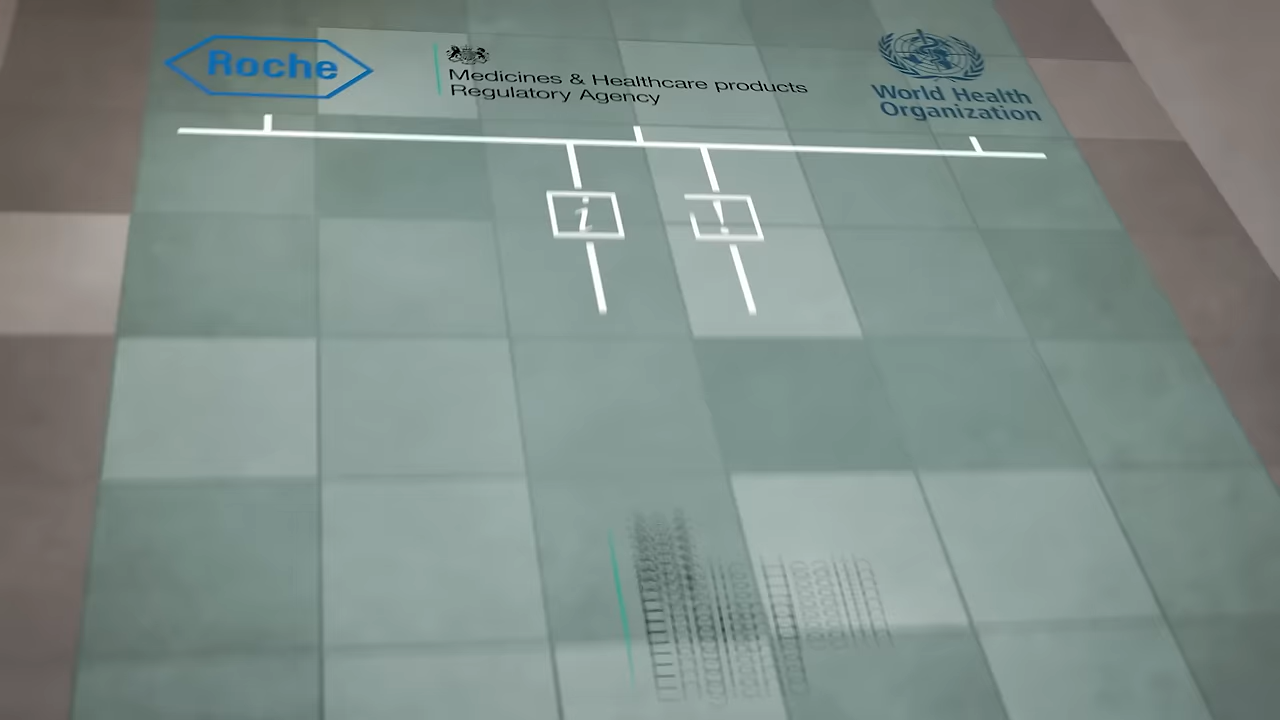 Roche
Medicines & Healthcare products
Regulatory Agency
World Health
Organization
i
!